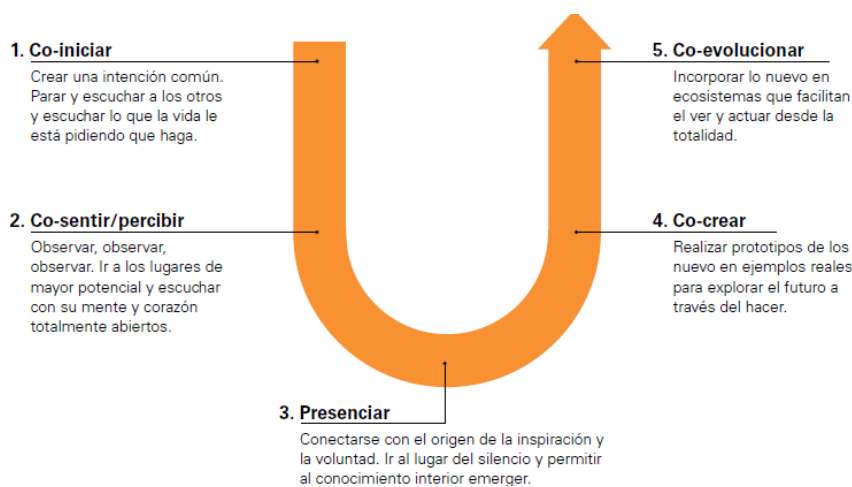 1. Co-iniciar
Crear una intención común.
Parar y escuchar a los otros
y escuchar lo que la vida le
está pidiendo que haga.
2. Co-sentir/percibir
Observar, observar,
observar. Ir a los lugares de
mayor potencial y escuchar
con su mente y corazón
totalmente abiertos.
3. Presenciar
Conectarse con el origen de la inspiración y
la voluntad. Ir al lugar del silencio y permitir
al conocimiento interior emerger.
4. Co-crear
Realizar prototipos de los
nuevo en ejemplos reales
para explorar el futuro a
través del hacer.
5. Co-evolucionar
Incorporar lo nuevo en
ecosistemas que facilitan
el ver y actuar desde la
totalidad.